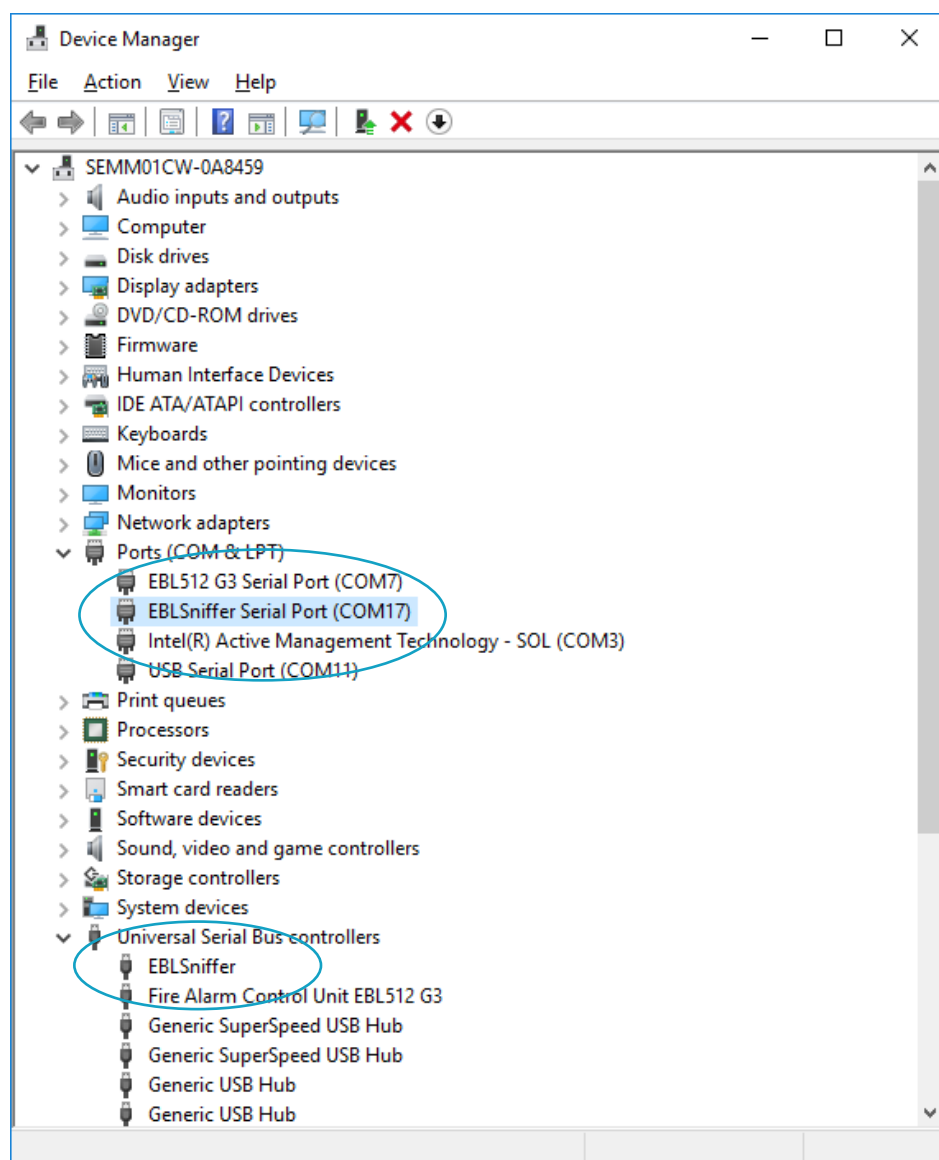 Device Manager
File Action View Help
SEMM01CW-0A8459
Audio inputs and outputs
Computer
Disk drives
Display adapters
DVD/CD-ROM drives
Firmware
Human Interface Devices
IDE ATA/ATAPI controllers
Keyboards
Mice and other pointing devices
Monitors
Network adapters
Ports (COM & LPT)
EBL512 G3 Serial Port (COM7)
EBLSniffer Serial Port (COM17)
Intel(R) Active Management Technology - SOL (COM3)
USB Serial Port (COM11)
Print queues
Processors
Security devices
Smart card readers
Software devices
Sound, video and game controllers
Storage controllers
System devices
Universal Serial Bus controllers
EBLSniffer
Fire Alarm Control Unit EBL512 G3
Generic SuperSpeed USB Hub
Generic SuperSpeed USB Hub
Generic USB Hub
Generic USB Hub